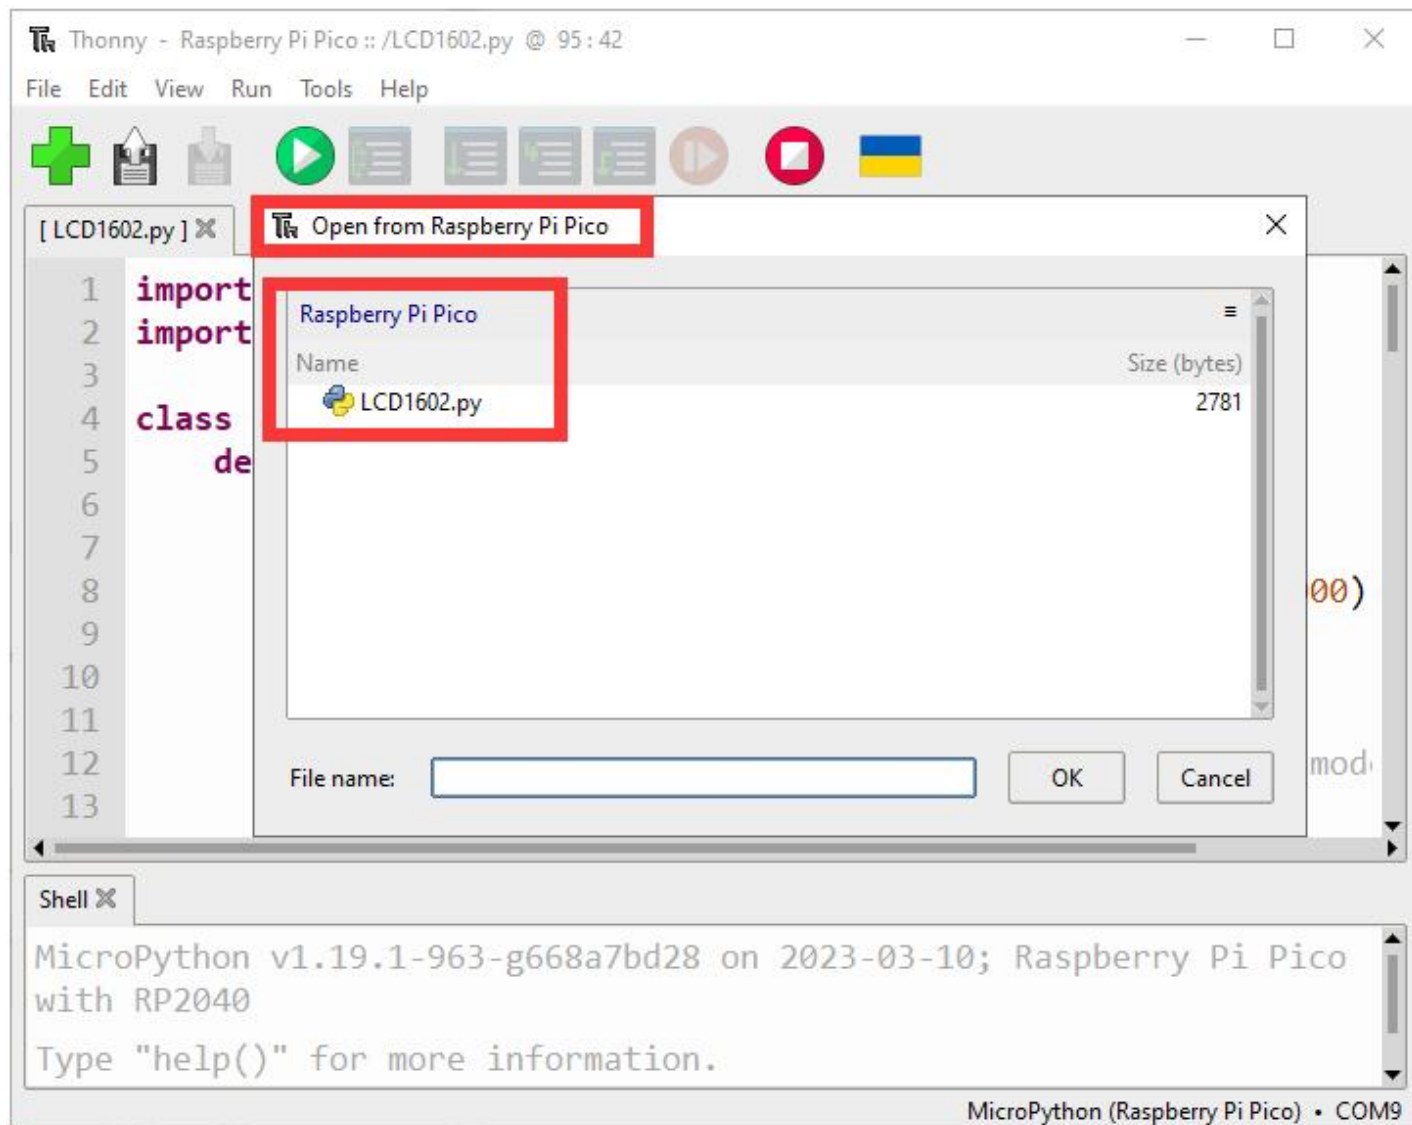 Thonny - Raspberry Pi Pico :: /LCD1602.py @ 95:42
File Edit View Run Tools Help
[ LCD1602.py ]
Open from Raspberry Pi Pico
Raspberry Pi Pico
Name Size (bytes)
LCD1602.py 2781
File name: OK Cancel
1 import
2 import
3
4 class
5 de
6
7
8 00)
9
10
11
12 mod
13
Shell
MicroPython v1.19.1-963-g668a7bd28 on 2023-03-10; Raspberry Pi Pico
with RP2040
Type "help()" for more information.
MicroPython (Raspberry Pi Pico) • COM9